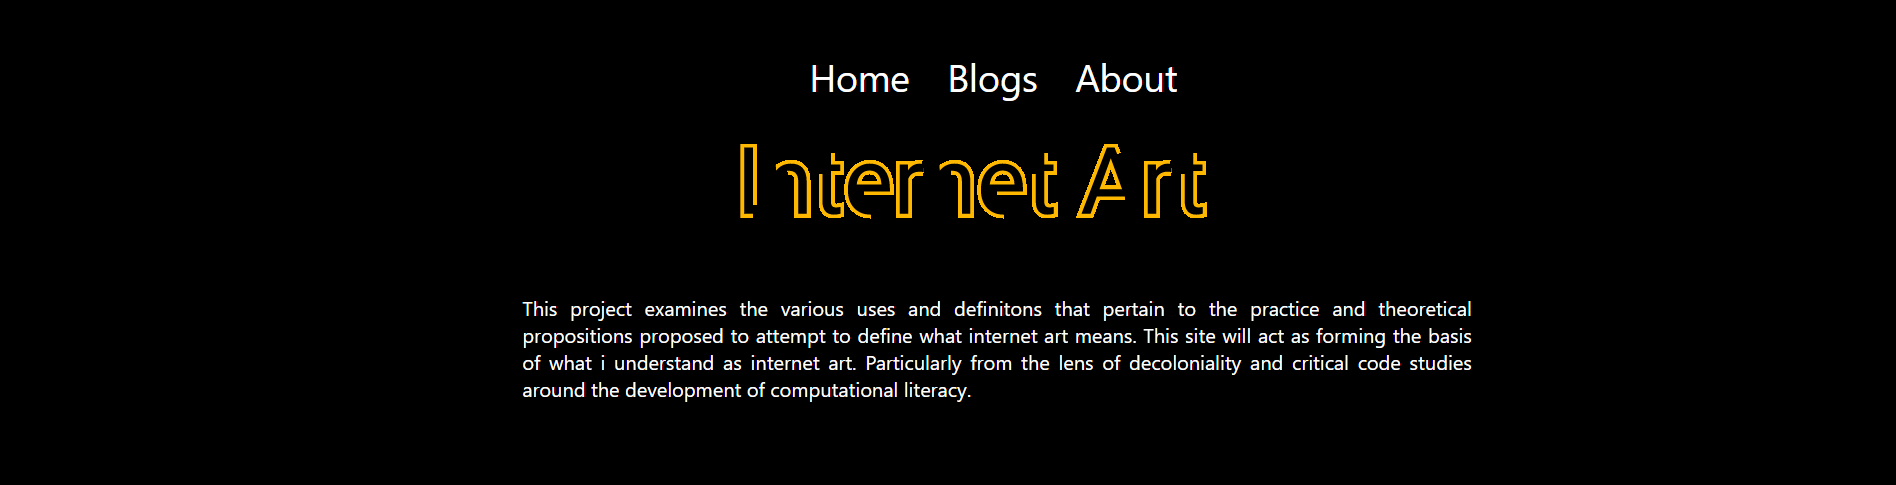 Home Blogs About
Internet Art
This project examines the various uses and definitons that pertain to the practice and theoretical
propositions proposed to attempt to define what internet art means. This site will act as forming the basis
of what i understand as internet art. Particularly from the lens of decoloniality and critical code studies
around the development of computational literacy.